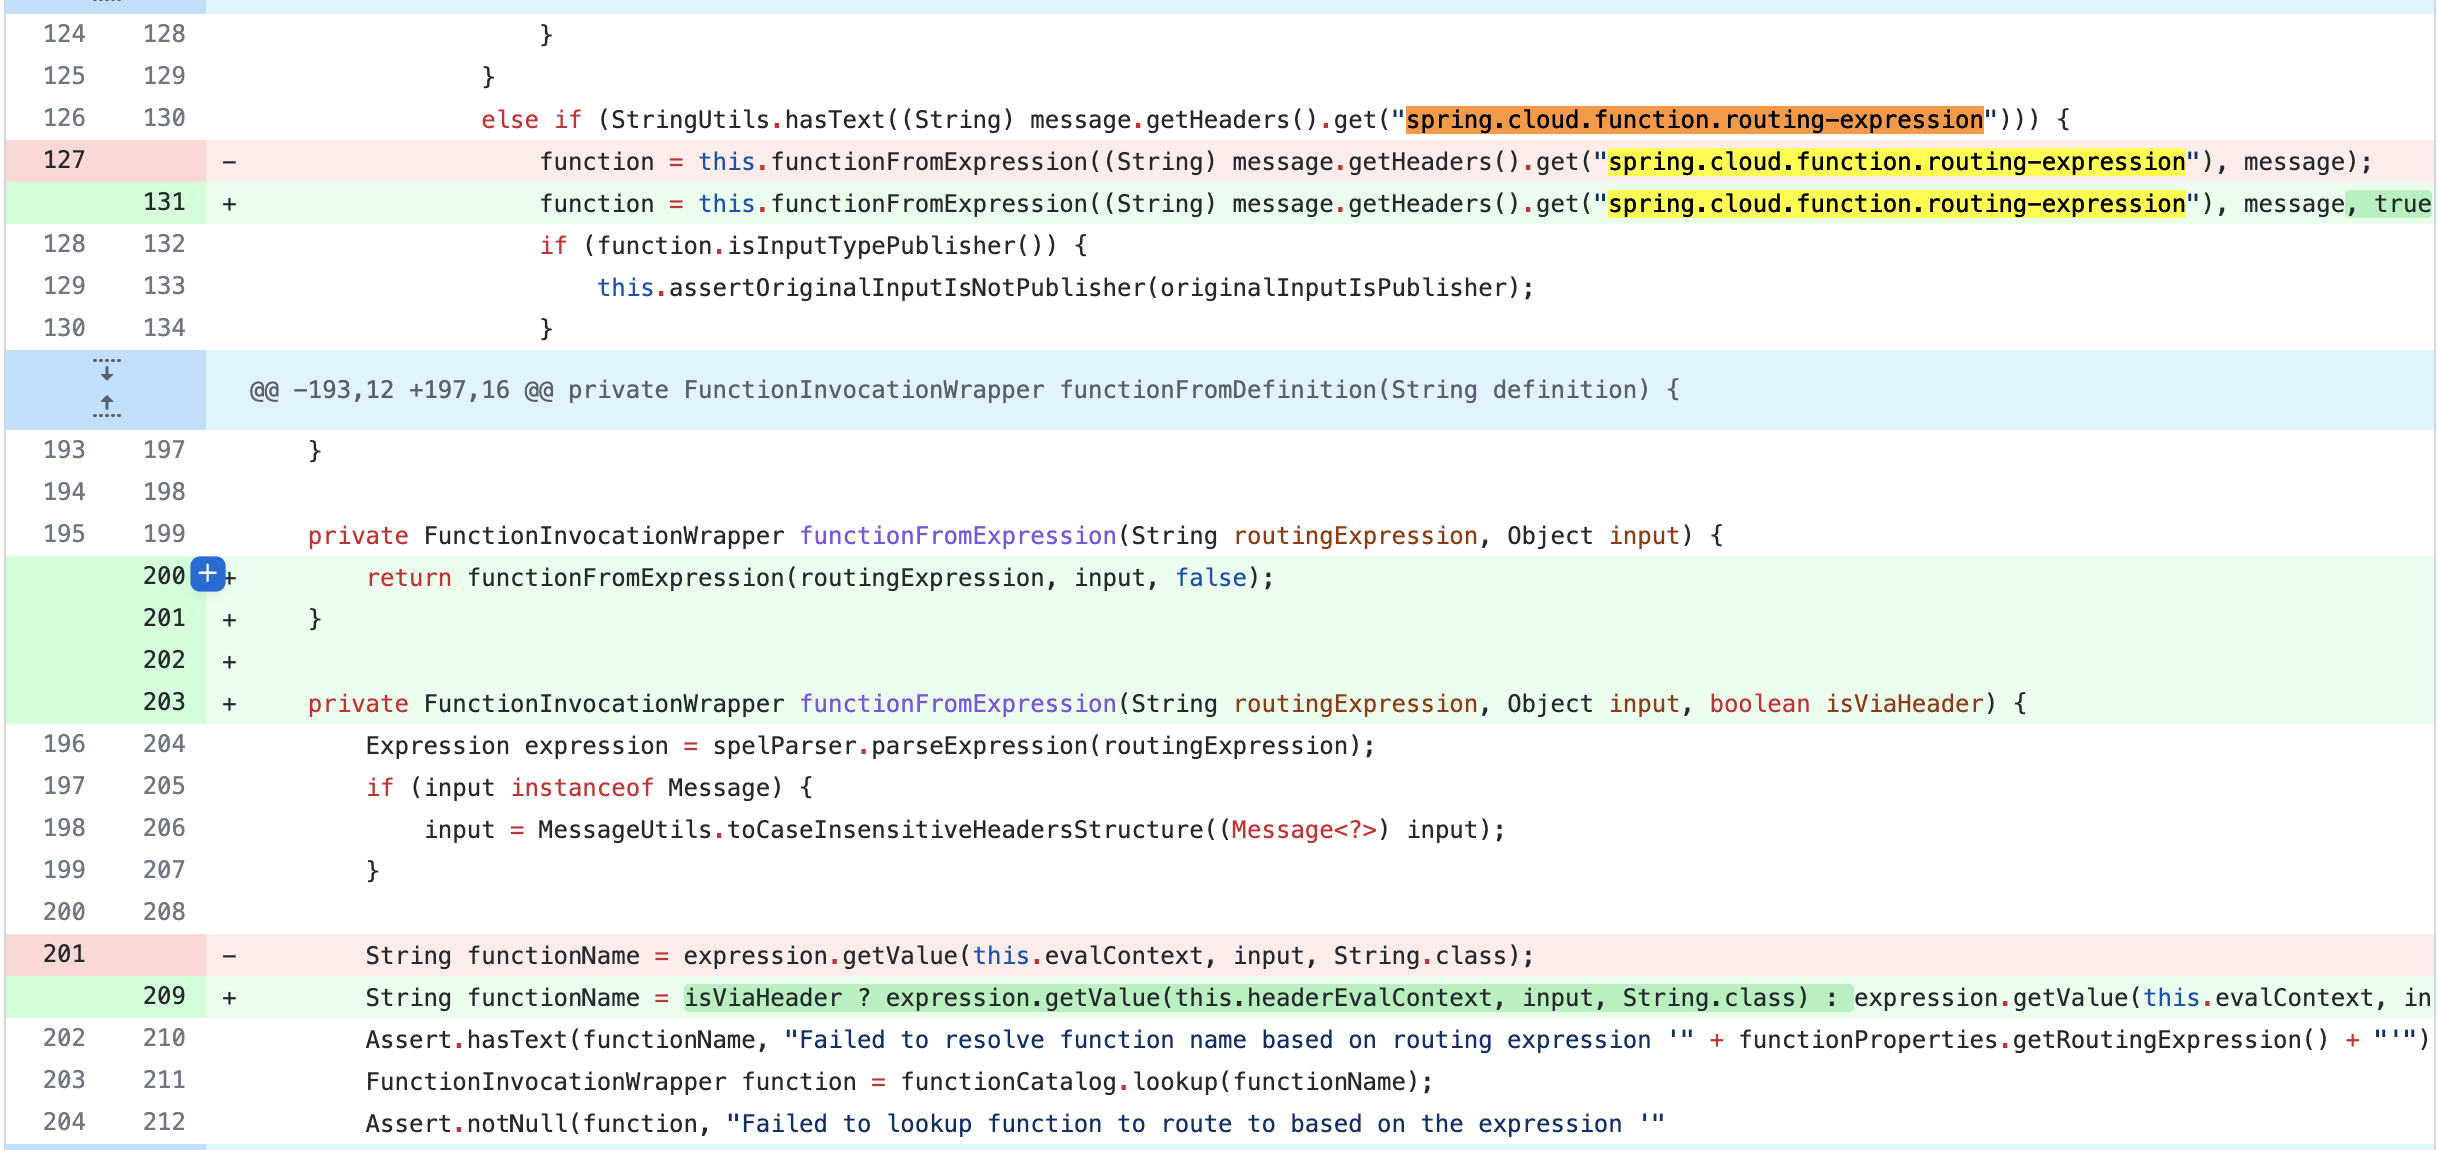 124 128 }
125 129 }
126 130 else if (StringUtils.hasText((String) message.getHeaders().get("spring.cloud.function.routing-expression"))) {
127 - function = this.functionFromExpression((String) message.getHeaders().get("spring.cloud.function.routing-expression"), message);
131 + function = this.functionFromExpression((String) message.getHeaders().get("spring.cloud.function.routing-expression"), message, true
128 132 if (function.isInputTypePublisher()) {
129 133 this.assertOriginalInputIsNotPublisher(originalInputIsPublisher);
130 134 }
@@ -193,12 +197,16 @@ private FunctionInvocationWrapper functionFromDefinition(String definition) {
193 197 }
194 198
195 199 private FunctionInvocationWrapper functionFromExpression(String routingExpression, Object input) {
200 + return functionFromExpression(routingExpression, input, false);
201 + }
202 +
203 + private FunctionInvocationWrapper functionFromExpression(String routingExpression, Object input, boolean isViaHeader) {
196 204 Expression expression = spelParser.parseExpression(routingExpression);
197 205 if (input instanceof Message) {
198 206 input = MessageUtils.toCaseInsensitiveHeadersStructure((Message<?>) input);
199 207 }
200 208
201 - String functionName = expression.getValue(this.evalContext, input, String.class);
209 + String functionName = isViaHeader ? expression.getValue(this.headerEvalContext, input, String.class) : expression.getValue(this.evalContext, in
202 210 Assert.hasText(functionName, "Failed to resolve function name based on routing expression '" + functionProperties.getRoutingExpression() + "'")
203 211 FunctionInvocationWrapper function = functionCatalog.lookup(functionName);
204 212 Assert.notNull(function, "Failed to lookup function to route to based on the expression '"